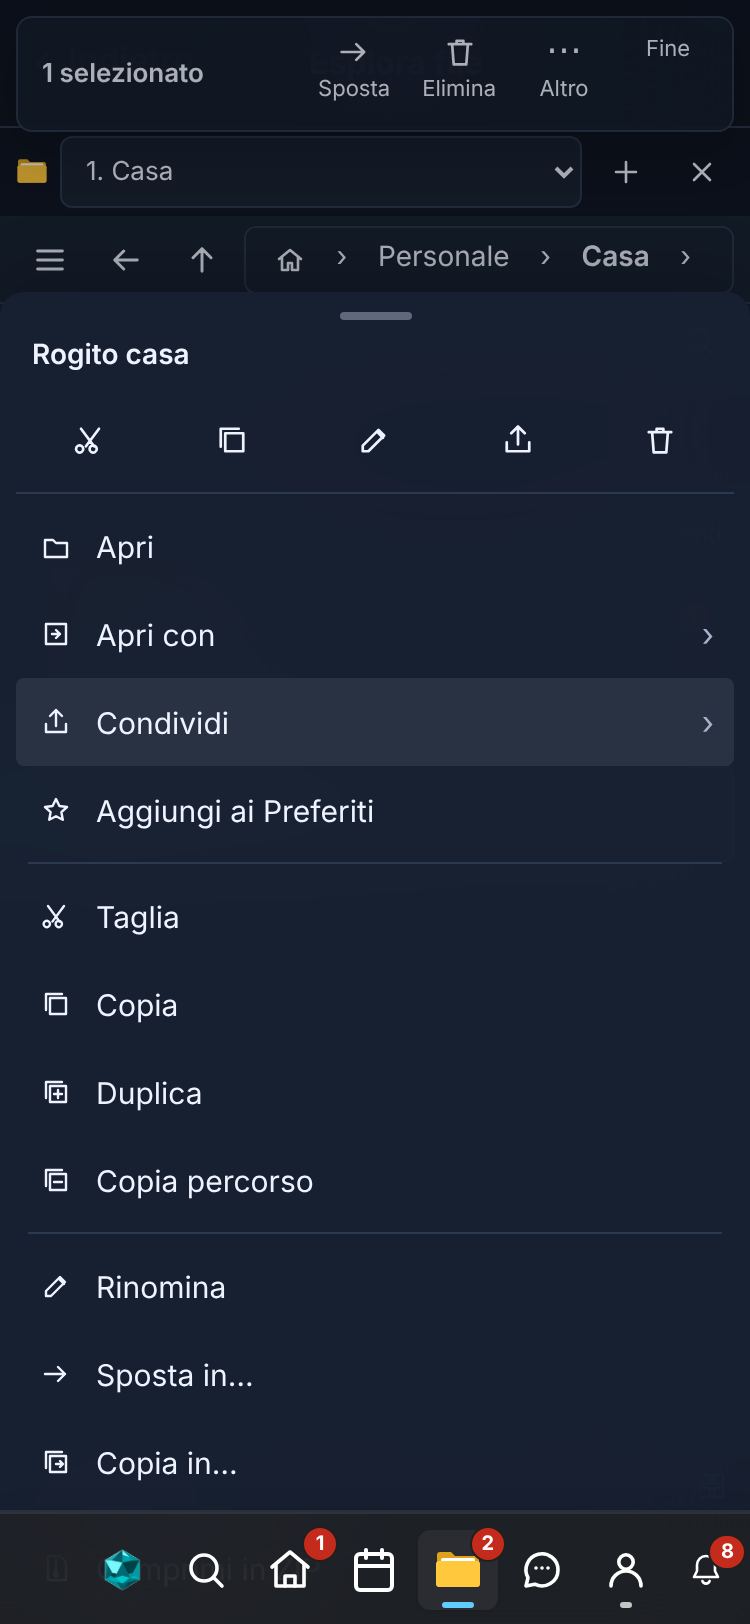 1 selezionato
Sposta
Elimina
Altro
Fine
1. Casa
Personale
Casa
Rogito casa
Apri
Apri con
Condividi
Aggiungi ai Preferiti
Taglia
Copia
Duplica
Copia percorso
Rinomina
Sposta in...
Copia in...
1
2
8